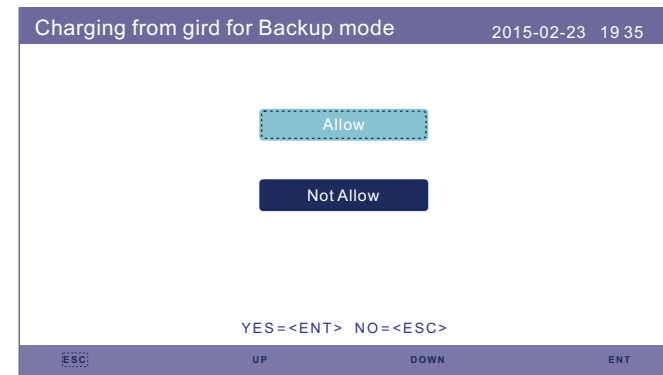 Charging from gird for Backup mode 2015-02-23 19 35
Allow
Not Allow
YES=<ENT> NO=<ESC>
ESC UP DOWN ENT